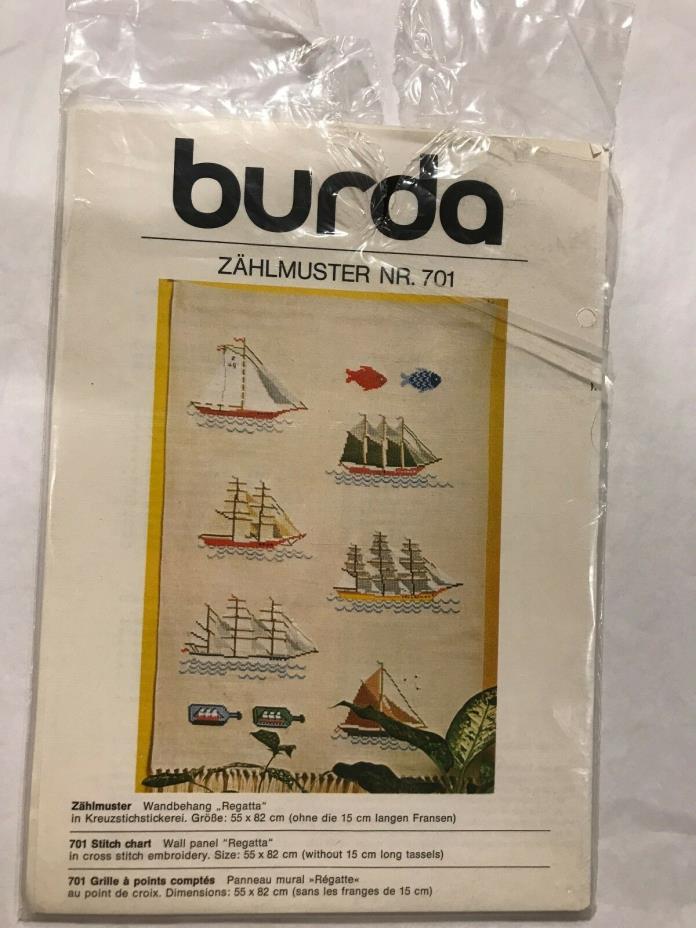 burda
ZÄHLMUSTER NR. 701
Zählmuster Wandbehang „Regatta“
in Kreuzstichstickerei. Größe: 55 x 82 cm (ohne die 15 cm langen Fransen)
701 Stitch chart Wall panel “Regatta”
in cross stitch embroidery. Size: 55 x 82 cm (without 15 cm long tassels)
701 Grille à points comptés Panneau mural »Régatte«
au point de croix. Dimensions: 55 x 82 cm (sans les franges de 15 cm)